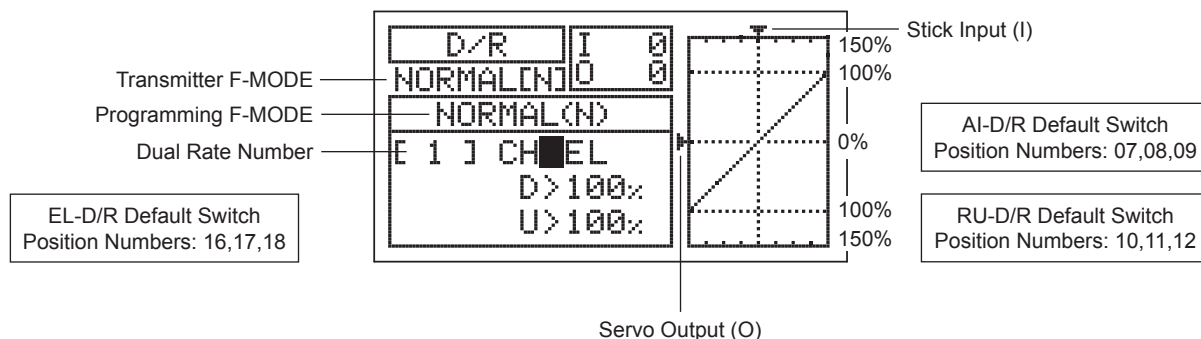 Stick Input (I)
D/R
I 0
O 0
150%
100%
Transmitter F-MODE
NORMAL[N]
Programming F-MODE
NORMAL(N)
AI-D/R Default Switch
Position Numbers: 07,08,09
0%
Dual Rate Number
[ 1 ] CH EL
D>100%
U>100%
EL-D/R Default Switch
Position Numbers: 16,17,18
100%
150%
RU-D/R Default Switch
Position Numbers: 10,11,12
Servo Output (O)